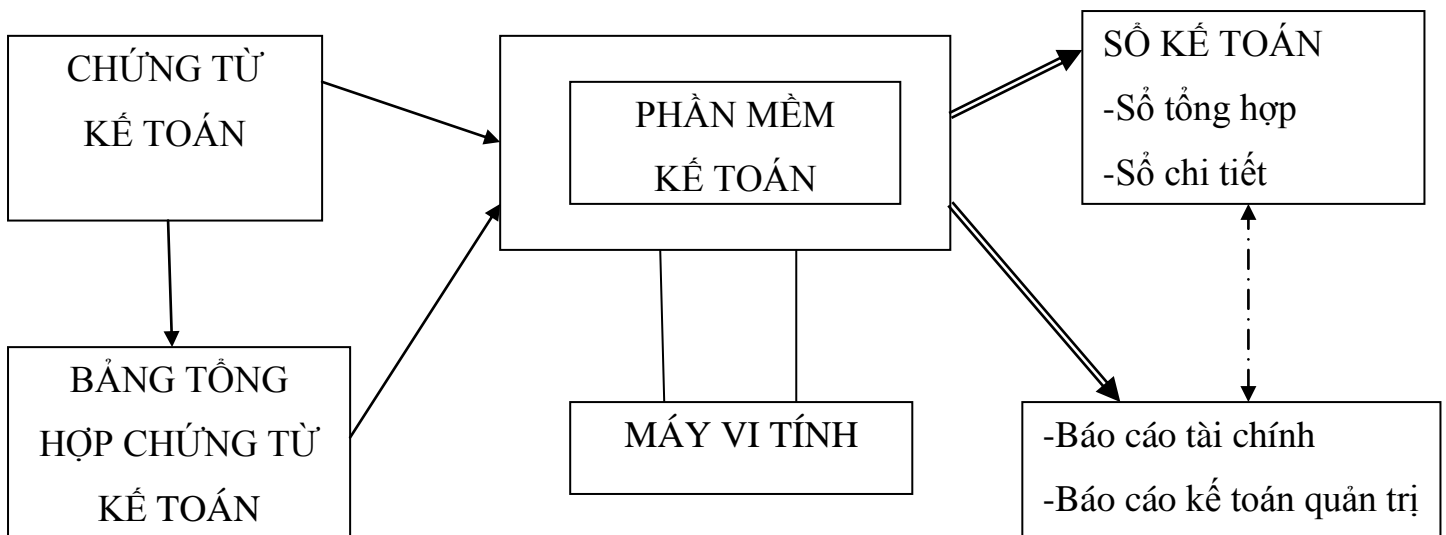 CHỨNG TỪ
KẾ TOÁN
PHẦN MỀM
KẾ TOÁN
SỔ KẾ TOÁN
-Sổ tổng hợp
-Sổ chi tiết
BẢNG TỔNG
HỢP CHỨNG TỪ
KẾ TOÁN
MÁY VI TÍNH
-Báo cáo tài chính
-Báo cáo kế toán quản trị